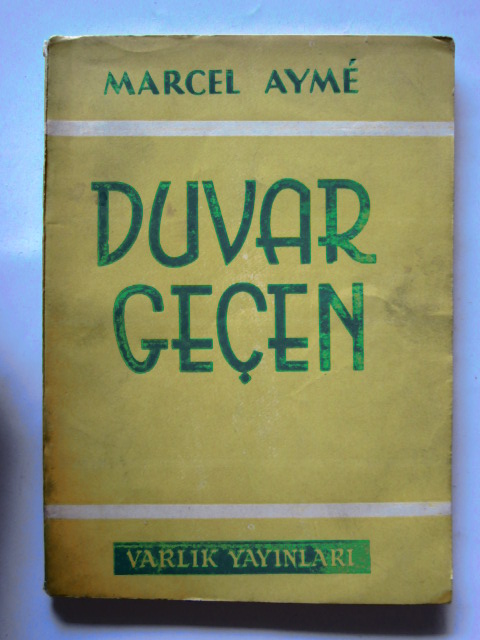 MARCEL AYMÉ
DUVAR
GEÇEN
VARLIK YAYINLARI